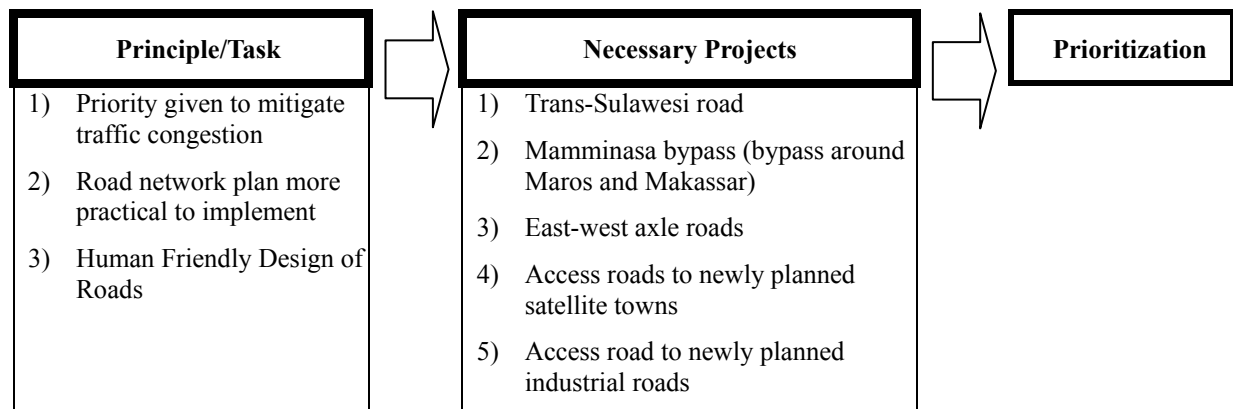 Principle/Task
1) Priority given to mitigate
traffic congestion
2) Road network plan more
practical to implement
3) Human Friendly Design of
Roads
Necessary Projects
1) Trans-Sulawesi road
2) Mamminasa bypass (bypass around
Maros and Makassar)
3) East-west axle roads
4) Access roads to newly planned
satellite towns
5) Access road to newly planned
industrial roads
Prioritization